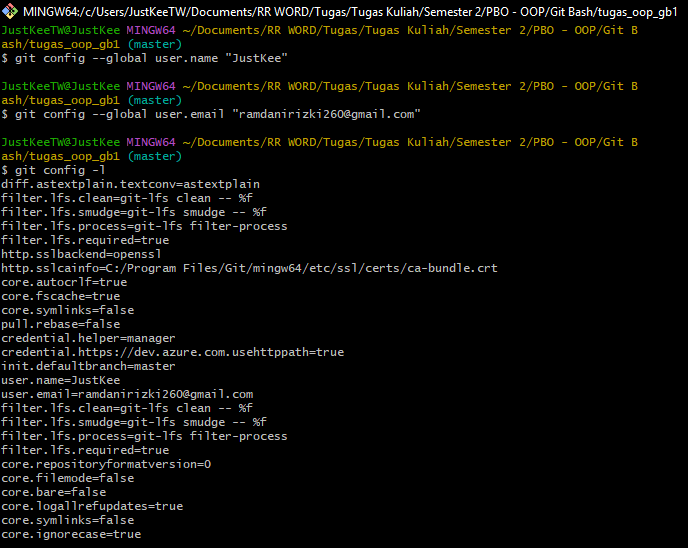 MINGW64:/c/Users/JustKeeTW/Documents/RR WORD/Tugas/Tugas Kuliah/Semester 2/PBO - OOP/Git Bash/tugas_oop_gb1
JustKeeTW@JustKee MINGW64 ~/Documents/RR WORD/Tugas/Tugas Kuliah/Semester 2/PBO - OOP/Git B
ash/tugas_oop_gb1 (master)
$ git config --global user.name "JustKee"
JustKeeTW@JustKee MINGW64 ~/Documents/RR WORD/Tugas/Tugas Kuliah/Semester 2/PBO - OOP/Git B
ash/tugas_oop_gb1 (master)
$ git config --global user.email "ramdanirizki260@gmail.com"
JustKeeTW@JustKee MINGW64 ~/Documents/RR WORD/Tugas/Tugas Kuliah/Semester 2/PBO - OOP/Git B
ash/tugas_oop_gb1 (master)
$ git config -l
diff.astextplain.textconv=astextplain
filter.lfs.clean=git-lfs clean -- %f
filter.lfs.smudge=git-lfs smudge -- %f
filter.lfs.process=git-lfs filter-process
filter.lfs.required=true
http.sslbackend=openssl
http.sslcainfo=C:/Program Files/Git/mingw64/etc/ssl/certs/ca-bundle.crt
core.autocrlf=true
core.fscache=true
core.symlinks=false
pull.rebase=false
credential.helper=manager
credential.https://dev.azure.com.usehttppath=true
init.defaultbranch=master
user.name=JustKee
user.email=ramdanirizki260@gmail.com
filter.lfs.clean=git-lfs clean -- %f
filter.lfs.smudge=git-lfs smudge -- %f
filter.lfs.process=git-lfs filter-process
filter.lfs.required=true
core.repositoryformatversion=0
core.filemode=false
core.bare=false
core.logallrefupdates=true
core.symlinks=false
core.ignorecase=true